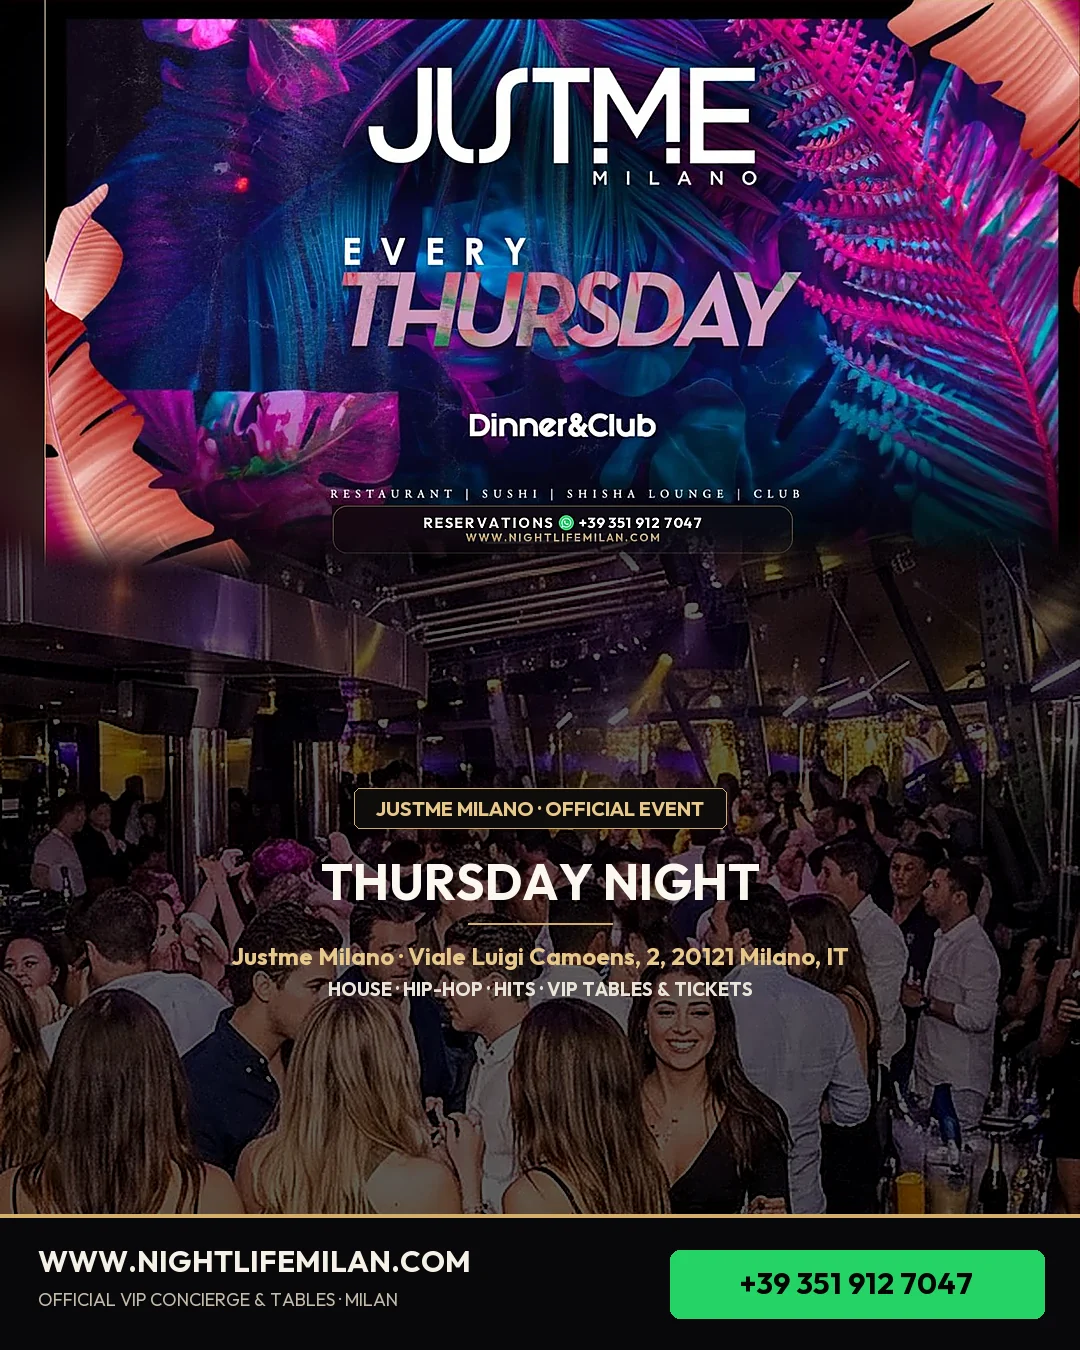 JUSTME
MILANO
EVERY
THURSDAY
Dinner&Club
RESTAURANT | SUSHI | SHISHA LOUNGE | CLUB
RESERVATIONS +39 351 912 7047
WWW.NIGHTLIFEMILAN.COM
JUSTME MILANO · OFFICIAL EVENT
THURSDAY NIGHT
Justme Milano · Viale Luigi Camoens, 2, 20121 Milano, IT
HOUSE · HIP-HOP · HITS · VIP TABLES & TICKETS
WWW.NIGHTLIFEMILAN.COM
OFFICIAL VIP CONCIERGE & TABLES · MILAN
+39 351 912 7047